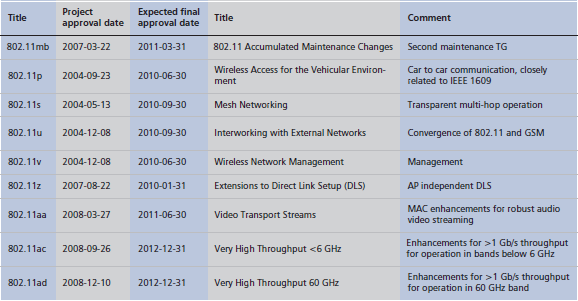 Title Project approval date Expected final approval date Title Comment
802.11mb 2007-03-22 2011-03-31 802.11 Accumulated Maintenance Changes Second maintenance TG
802.11p 2004-09-23 2010-06-30 Wireless Access for the Vehicular Environ-
ment Car to car communication, closely
related to IEEE 1609
802.11s 2004-05-13 2010-09-30 Mesh Networking Transparent multi-hop operation
802.11u 2004-12-08 2010-09-30 Interworking with External Networks Convergence of 802.11 and GSM
802.11v 2004-12-08 2010-06-30 Wireless Network Management Management
802.11z 2007-08-22 2010-01-31 Extensions to Direct Link Setup (DLS) AP independent DLS
802.11aa 2008-03-27 2011-06-30 Video Transport Streams MAC enhancements for robust audio
video streaming
802.11ac 2008-09-26 2012-12-31 Very High Throughput <6 GHz Enhancements for >1 Gb/s throughput
for operation in bands below 6 GHz
802.11ad 2008-12-10 2012-12-31 Very High Throughput 60 GHz Enhancements for >1 Gb/s throughput
for operation in 60 GHz band